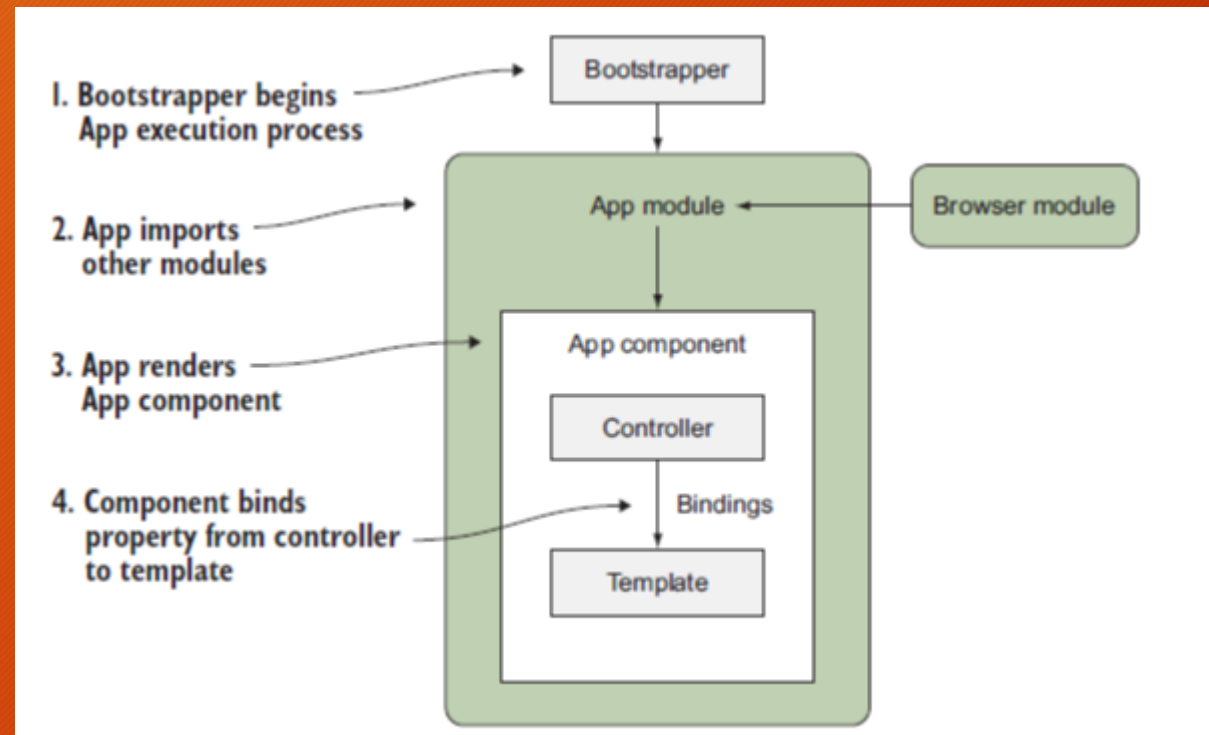 Bootstrapper
1. Bootstrapper begins
App execution process
App module
Browser module
2. App imports
other modules
App component
3. App renders
App component
Controller
4. Component binds
property from controller
to template
Bindings
Template